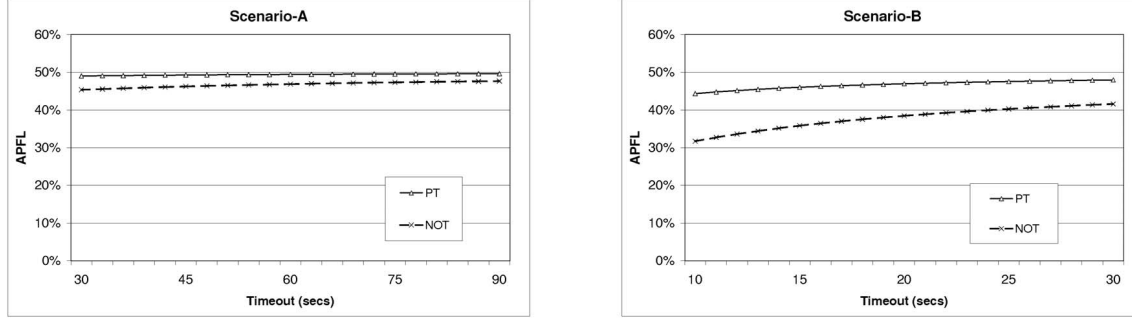 Scenario-A
60%
50%
40%
30%
20%
10%
0%
APFL
PT
NOT
30 45 60 75 90
Timeout (secs)
Scenario-B
60%
50%
40%
30%
20%
10%
0%
APFL
PT
NOT
10 15 20 25 30
Timeout (secs)